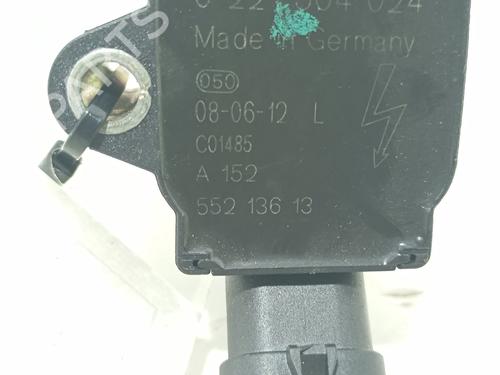 Made in Germany
050
08-06-12 L
C01485
A 152
552 136 13